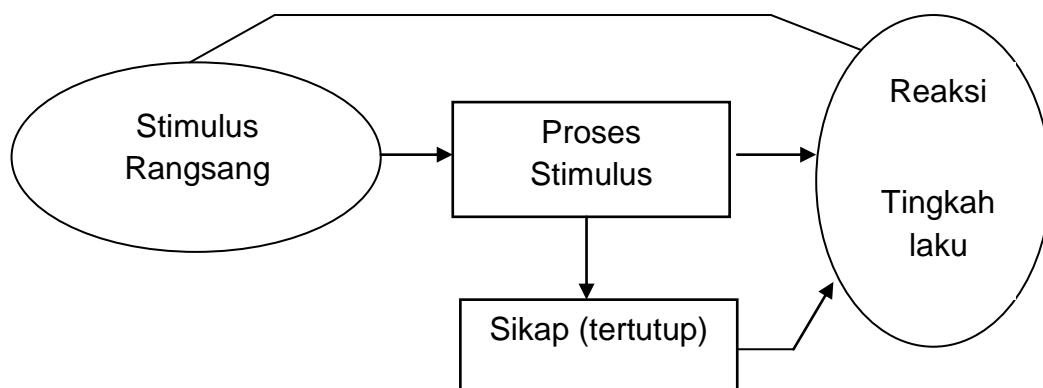 Stimulus
Rangsang
Proses
Stimulus
Reaksi
Tingkah
laku
Sikap (tertutup)